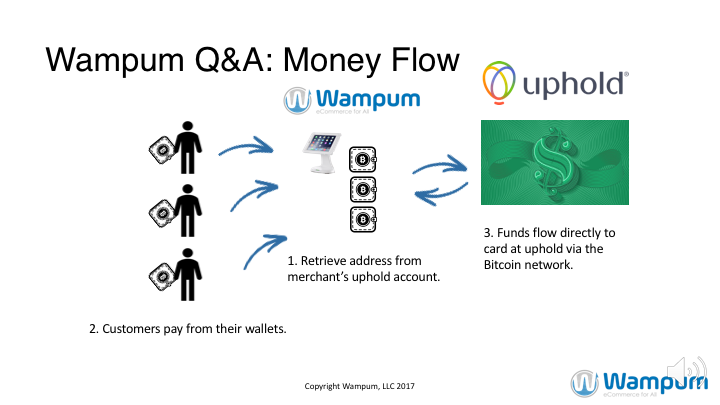 Wampum Q&A: Money Flow
uphold®
Wampum
eCommerce for All
1. Retrieve address from
merchant's uphold account.
3. Funds flow directly to
card at uphold via the
Bitcoin network.
2. Customers pay from their wallets.
Copyright Wampum, LLC 2017
Wampum
eCommerce for All